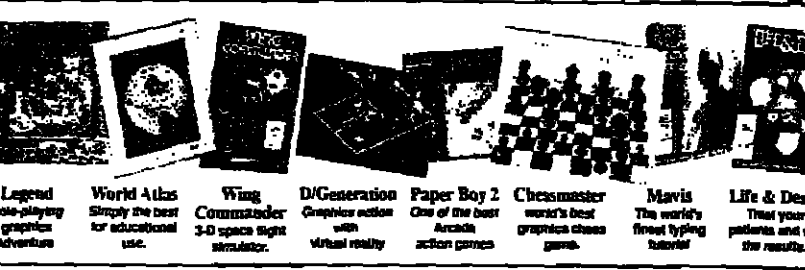 Legend
ole-playing
graphics
Adventure
World Atlas
Simply the best
for educational
use.
Wing
Commander
3-D space flight
simulator.
D/Generation
Graphics action
with
virtual reality
Paper Boy 2
One of the best
Arcade
action games
Chessmaster
world's best
graphics chess
game.
Mavis
The world's
finest typing
tutorial
Life & Dea
Treat your
patients and
the results.